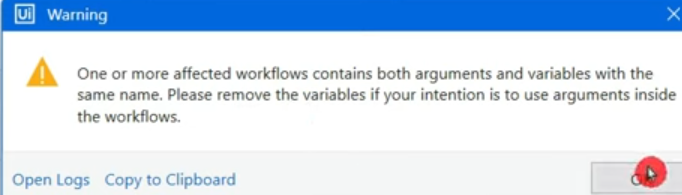 Ui Warning
One or more affected workflows contains both arguments and variables with the
same name. Please remove the variables if your intention is to use arguments inside
the workflows.
Open Logs Copy to Clipboard